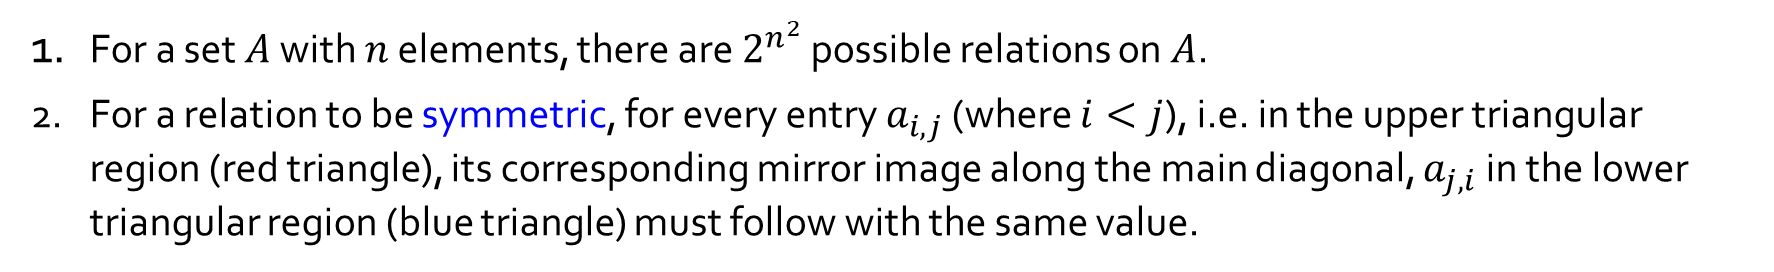 1. For a set A with n elements, there are 2^{n^2} possible relations on A.
2. For a relation to be symmetric, for every entry a_{i,j} (where i < j), i.e. in the upper triangular
region (red triangle), its corresponding mirror image along the main diagonal, a_{j,i} in the lower
triangular region (blue triangle) must follow with the same value.